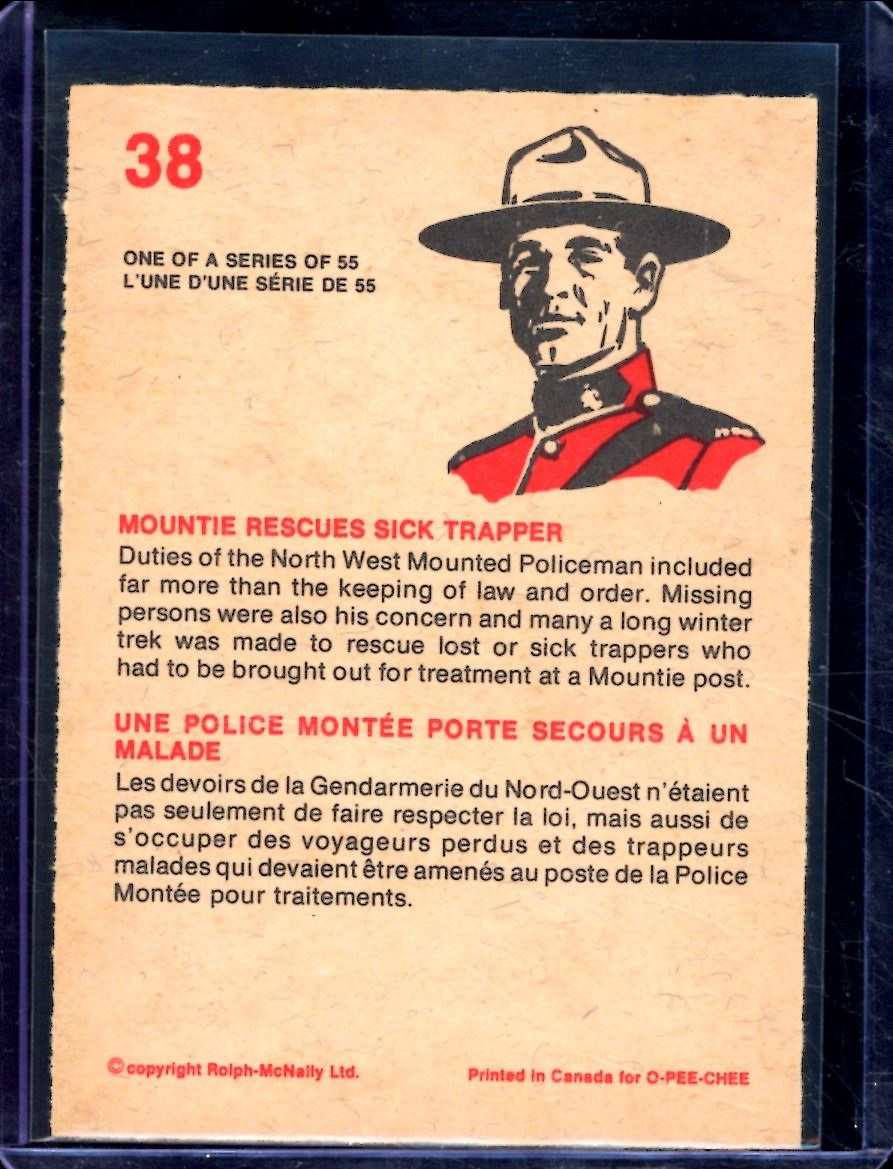 38
ONE OF A SERIES OF 55
L'UNE D'UNE SÉRIE DE 55
MOUNTIE RESCUES SICK TRAPPER
Duties of the North West Mounted Policeman included
far more than the keeping of law and order. Missing
persons were also his concern and many a long winter
trek was made to rescue lost or sick trappers who
had to be brought out for treatment at a Mountie post.
UNE POLICE MONTÉE PORTE SECOURS À UN
MALADE
Les devoirs de la Gendarmerie du Nord-Ouest n'étaient
pas seulement de faire respecter la loi, mais aussi de
s'occuper des voyageurs perdus et des trappeurs
malades qui devaient être amenés au poste de la Police
Montée pour traitements.
© copyright Rolph-McNally Ltd.
Printed in Canada for O-PEE-CHEE